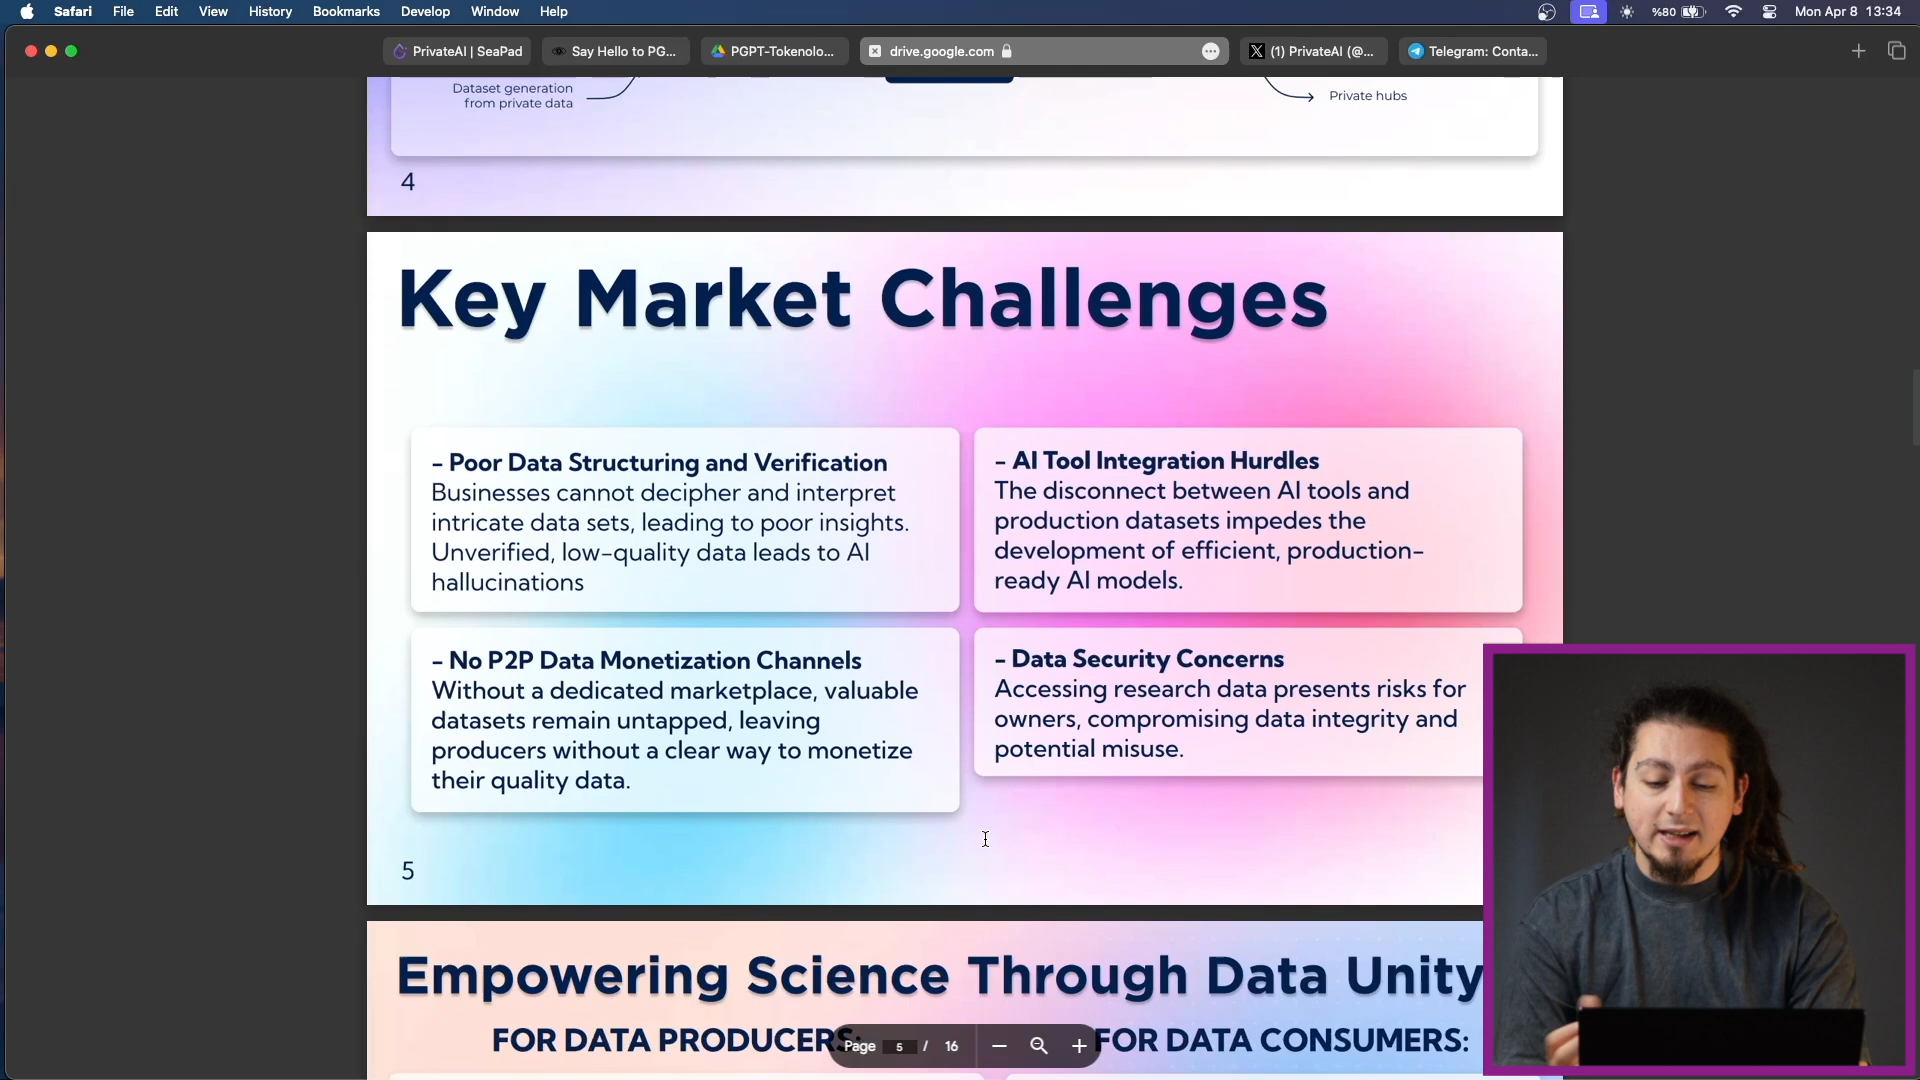 Safari File Edit View History Bookmarks Develop Window Help %80 Mon Apr 8 13:34
PrivateAI | SeaPad Say Hello to PG... PGPT-Tokenolo... drive.google.com (1) PrivateAI (@... Telegram: Conta...
Dataset generation
from private data
Private hubs
4
Key Market Challenges
- Poor Data Structuring and Verification
Businesses cannot decipher and interpret
intricate data sets, leading to poor insights.
Unverified, low-quality data leads to AI
hallucinations
- AI Tool Integration Hurdles
The disconnect between AI tools and
production datasets impedes the
development of efficient, production-
ready AI models.
- No P2P Data Monetization Channels
Without a dedicated marketplace, valuable
datasets remain untapped, leaving
producers without a clear way to monetize
their quality data.
- Data Security Concerns
Accessing research data presents risks for
owners, compromising data integrity and
potential misuse.
5
Empowering Science Through Data Unity
FOR DATA PRODUCERS:
FOR DATA CONSUMERS:
Page 5 / 16